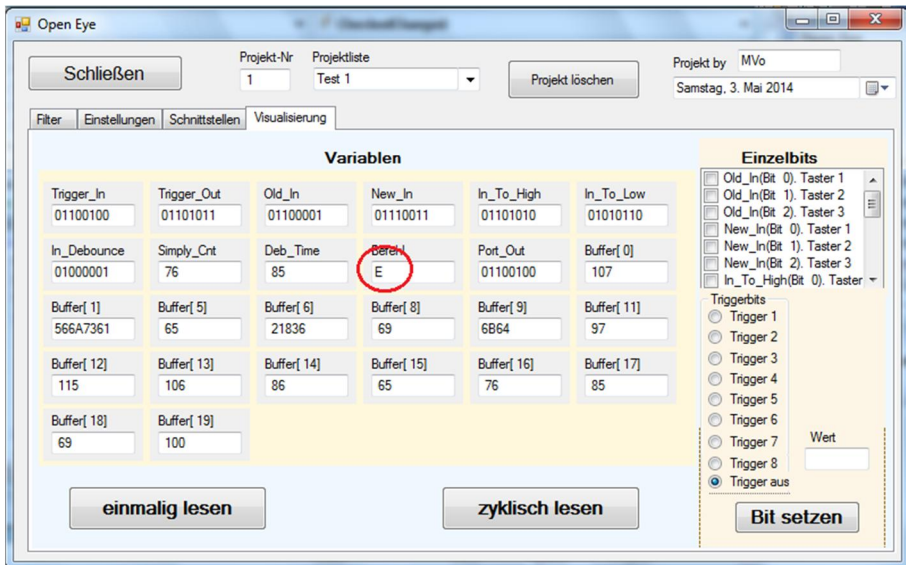 Open Eye
Projekt-Nr Projektliste Projekt by MVo
Schließen 1 Test 1 Projekt löschen Samstag, 3. Mai 2014
Filter Einstellungen Schnittstellen Visualisierung
Variablen
Trigger_In Trigger_Out Old_In New_In In_To_High In_To_Low
01100100 01101011 01100001 01110011 01101010 01010110
In_Debounce Simply_Cnt Deb_Time Befehl Port_Out Buffer[ 0]
01000001 76 85 E 01100100 107
Buffer[ 1] Buffer[ 5] Buffer[ 6] Buffer[ 8] Buffer[ 9] Buffer[ 11]
566A7361 65 21836 69 6B64 97
Buffer[ 12] Buffer[ 13] Buffer[ 14] Buffer[ 15] Buffer[ 16] Buffer[ 17]
115 106 86 65 76 85
Buffer[ 18] Buffer[ 19]
69 100
einmalig lesen zyklisch lesen
Einzelbits
Old_In(Bit 0). Taster 1
Old_In(Bit 1). Taster 2
Old_In(Bit 2). Taster 3
New_In(Bit 0). Taster 1
New_In(Bit 1). Taster 2
New_In(Bit 2). Taster 3
In_To_High(Bit 0). Taster
Triggerbits
Trigger 1
Trigger 2
Trigger 3
Trigger 4
Trigger 5
Trigger 6
Trigger 7
Trigger 8
Trigger aus
Wert
Bit setzen